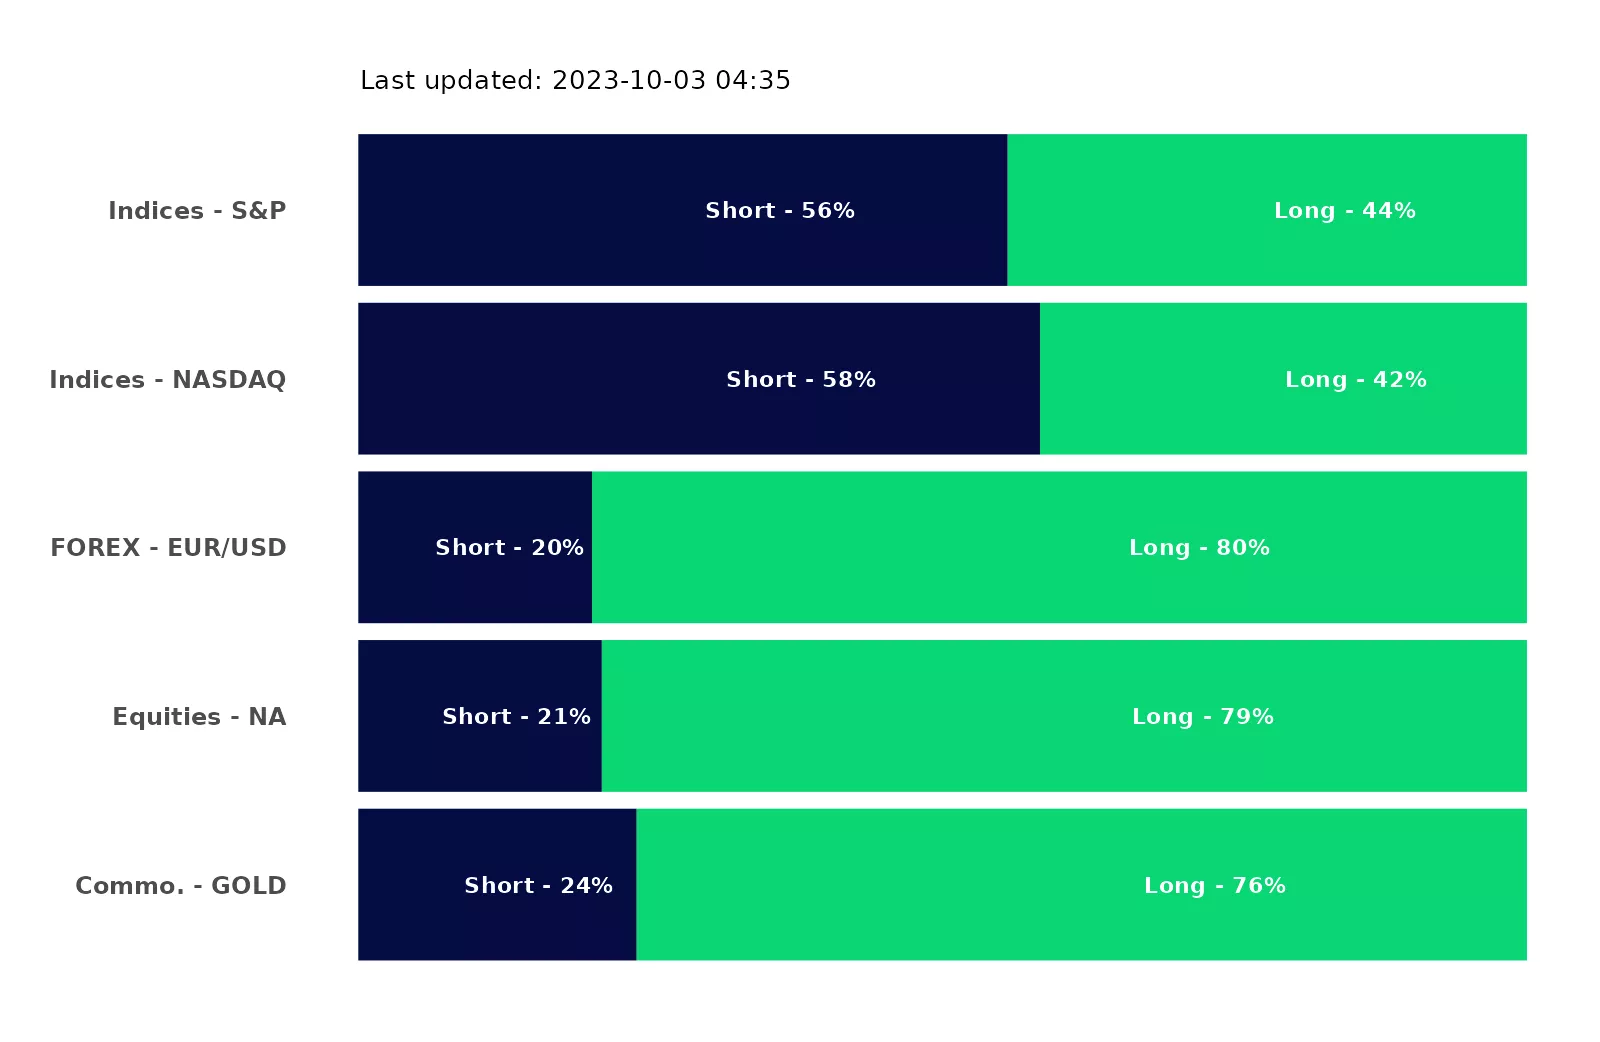 Last updated: 2023-10-03 04:35
Indices - S&P Short - 56% Long - 44%
Indices - NASDAQ Short - 58% Long - 42%
FOREX - EUR/USD Short - 20% Long - 80%
Equities - NA Short - 21% Long - 79%
Commo. - GOLD Short - 24% Long - 76%